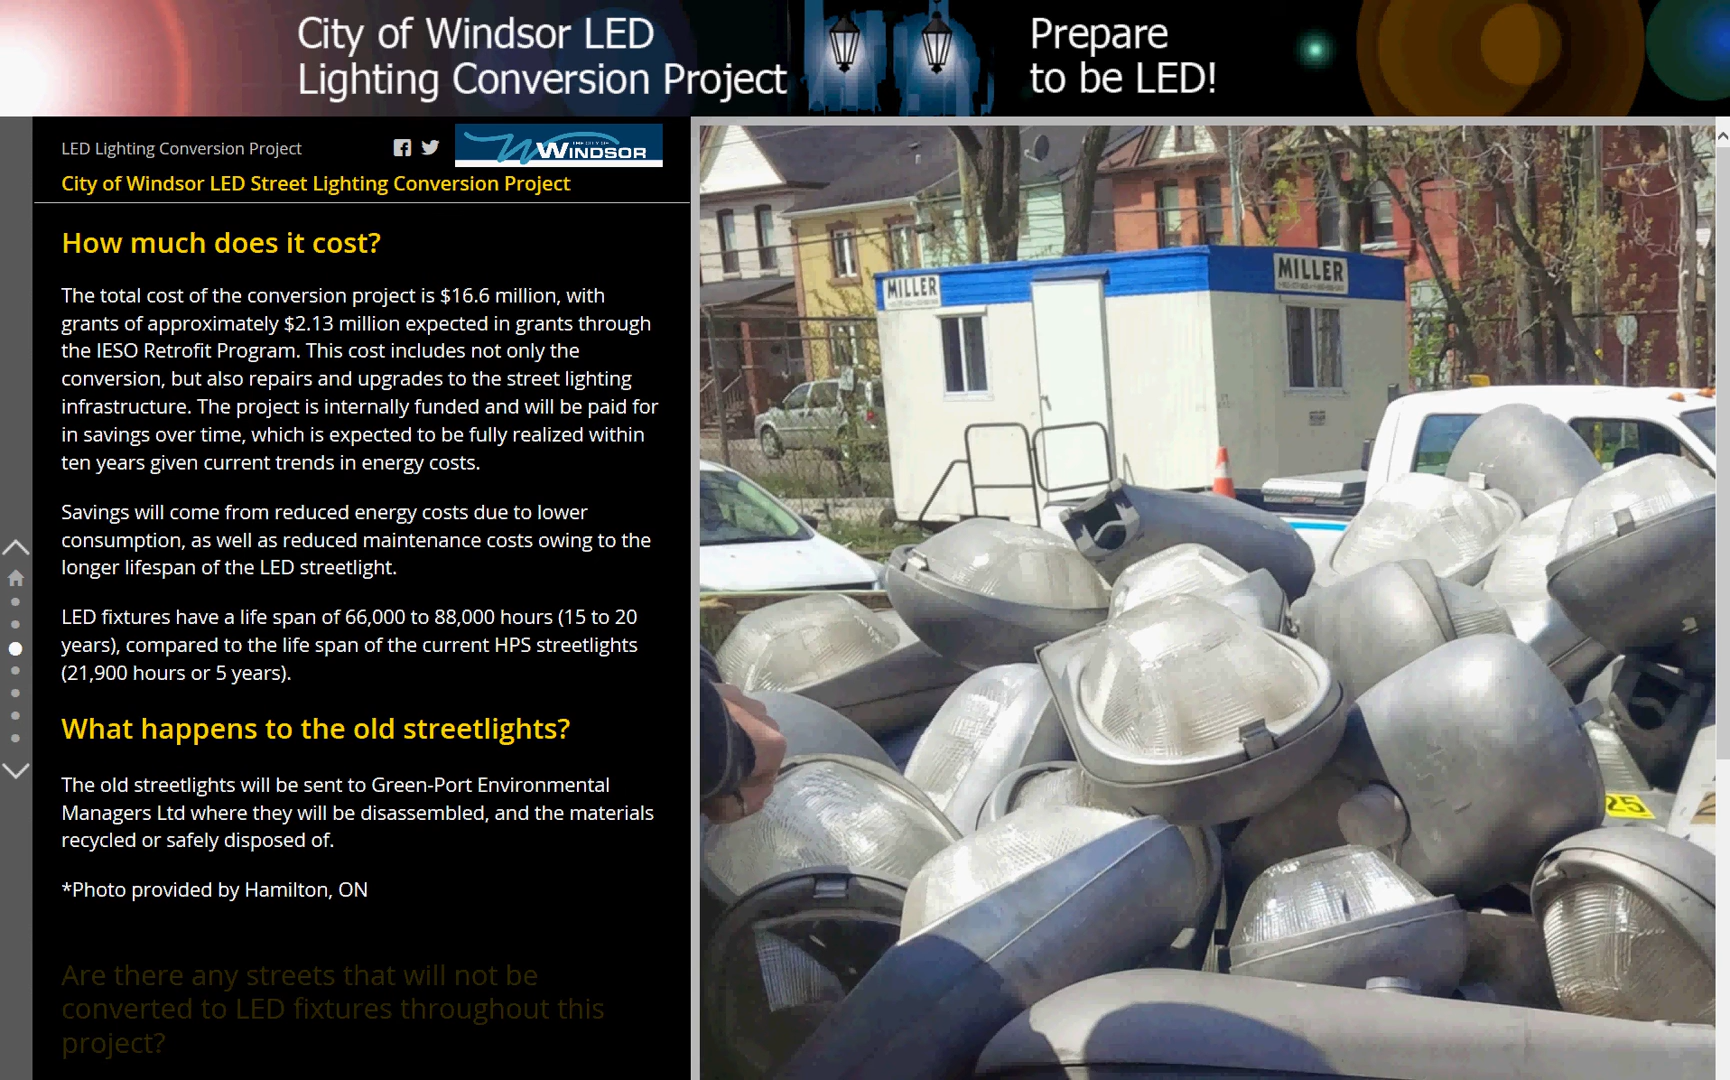 City of Windsor LED
Lighting Conversion Project
Prepare
to be LED!
LED Lighting Conversion Project
THE CITY OF
WINDSOR
City of Windsor LED Street Lighting Conversion Project
How much does it cost?
The total cost of the conversion project is $16.6 million, with
grants of approximately $2.13 million expected in grants through
the IESO Retrofit Program. This cost includes not only the
conversion, but also repairs and upgrades to the street lighting
infrastructure. The project is internally funded and will be paid for
in savings over time, which is expected to be fully realized within
ten years given current trends in energy costs.
Savings will come from reduced energy costs due to lower
consumption, as well as reduced maintenance costs owing to the
longer lifespan of the LED streetlight.
LED fixtures have a life span of 66,000 to 88,000 hours (15 to 20
years), compared to the life span of the current HPS streetlights
(21,900 hours or 5 years).
What happens to the old streetlights?
The old streetlights will be sent to Green-Port Environmental
Managers Ltd where they will be disassembled, and the materials
recycled or safely disposed of.
*Photo provided by Hamilton, ON
Are there any streets that will not be
converted to LED fixtures throughout this
project?
MILLER
MILLER
25